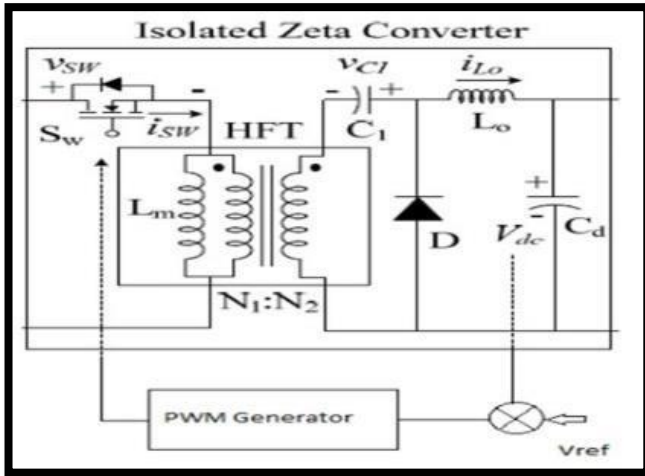 Isolated Zeta Converter
vSW
+
-
iSW
Sw
HFT
vC1
-
+
C1
iLo
Lo
Lm
N1:N2
D
+
-
Vdc
Cd
PWM Generator
Vref